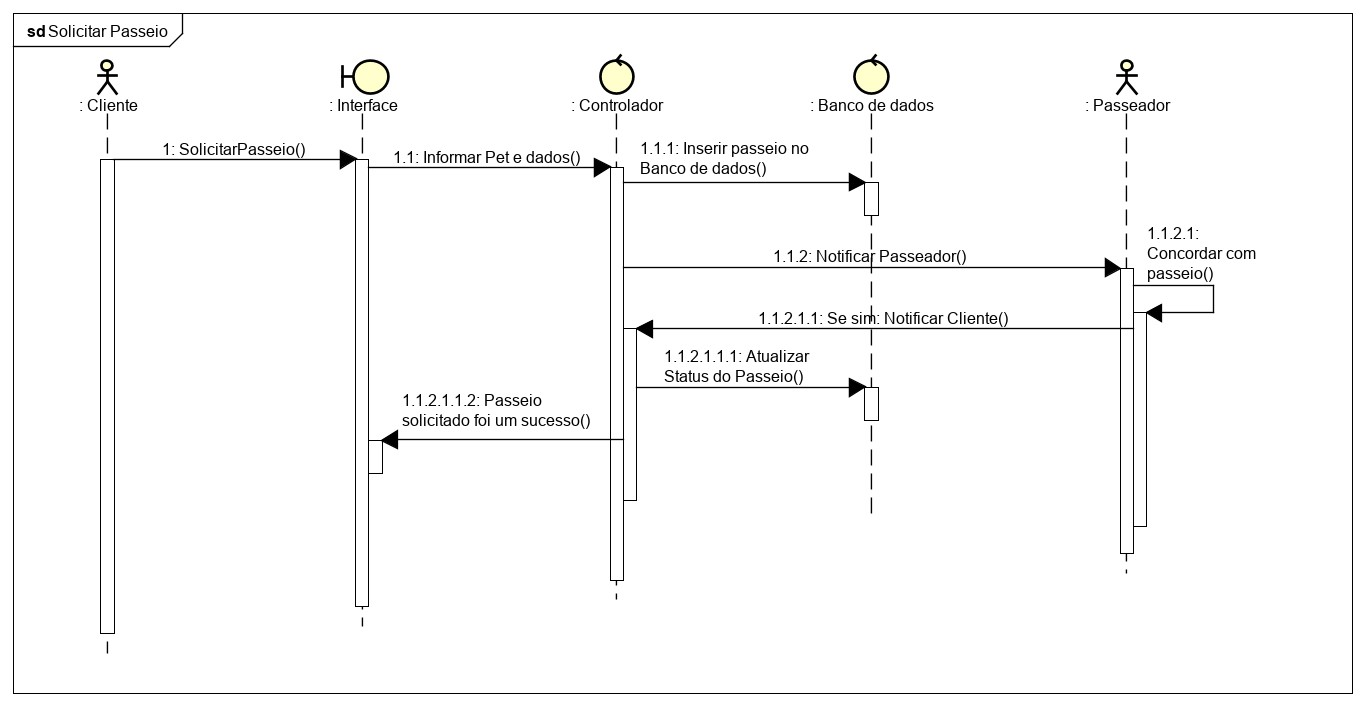 sd Solicitar Passeio
: Cliente
: Interface
: Controlador
: Banco de dados
: Passeador
1: SolicitarPasseio()
1.1: Informar Pet e dados()
1.1.1: Inserir passeio no
Banco de dados()
1.1.2: Notificar Passeador()
1.1.2.1:
Concordar com
passeio()
1.1.2.1.1: Se sim: Notificar Cliente()
1.1.2.1.1.1: Atualizar
Status do Passeio()
1.1.2.1.1.2: Passeio
solicitado foi um sucesso()